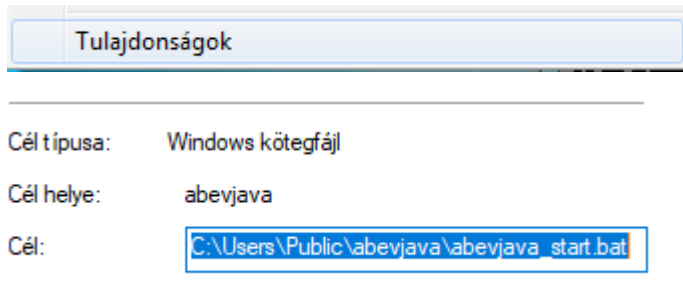 Tulajdonságok
Cél típusa: Windows kötegfájl
Cél helye: abevjava
Cél: C:\Users\Public\abevjava\abevjava_start.bat